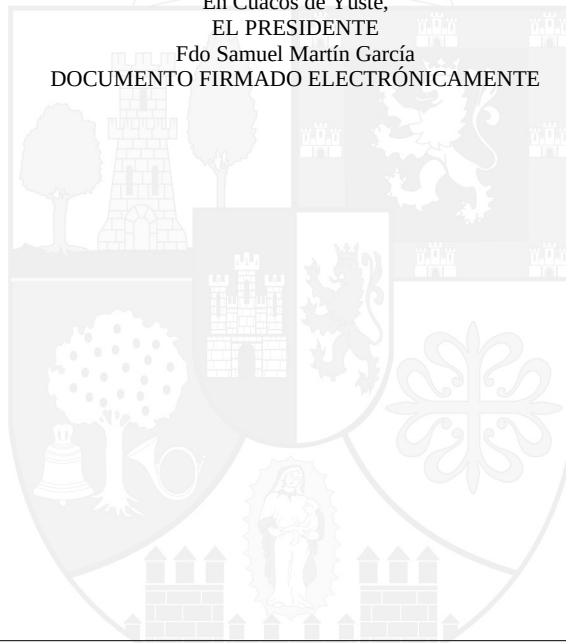 En Cuacos de Yuste,
EL PRESIDENTE
Fdo Samuel Martín García
DOCUMENTO FIRMADO ELECTRÓNICAMENTE